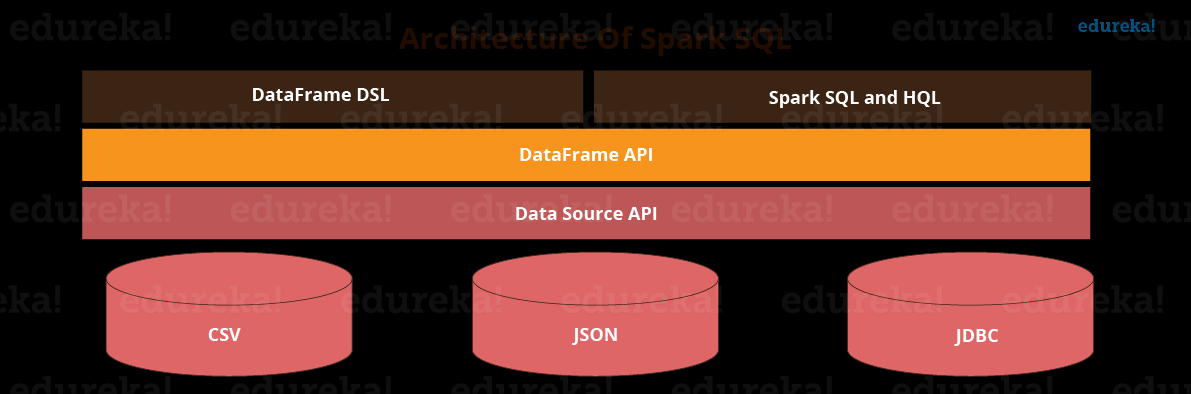 edureka!
Architecture Of Spark SQL
DataFrame DSL
Spark SQL and HQL
DataFrame API
Data Source API
CSV
JSON
JDBC